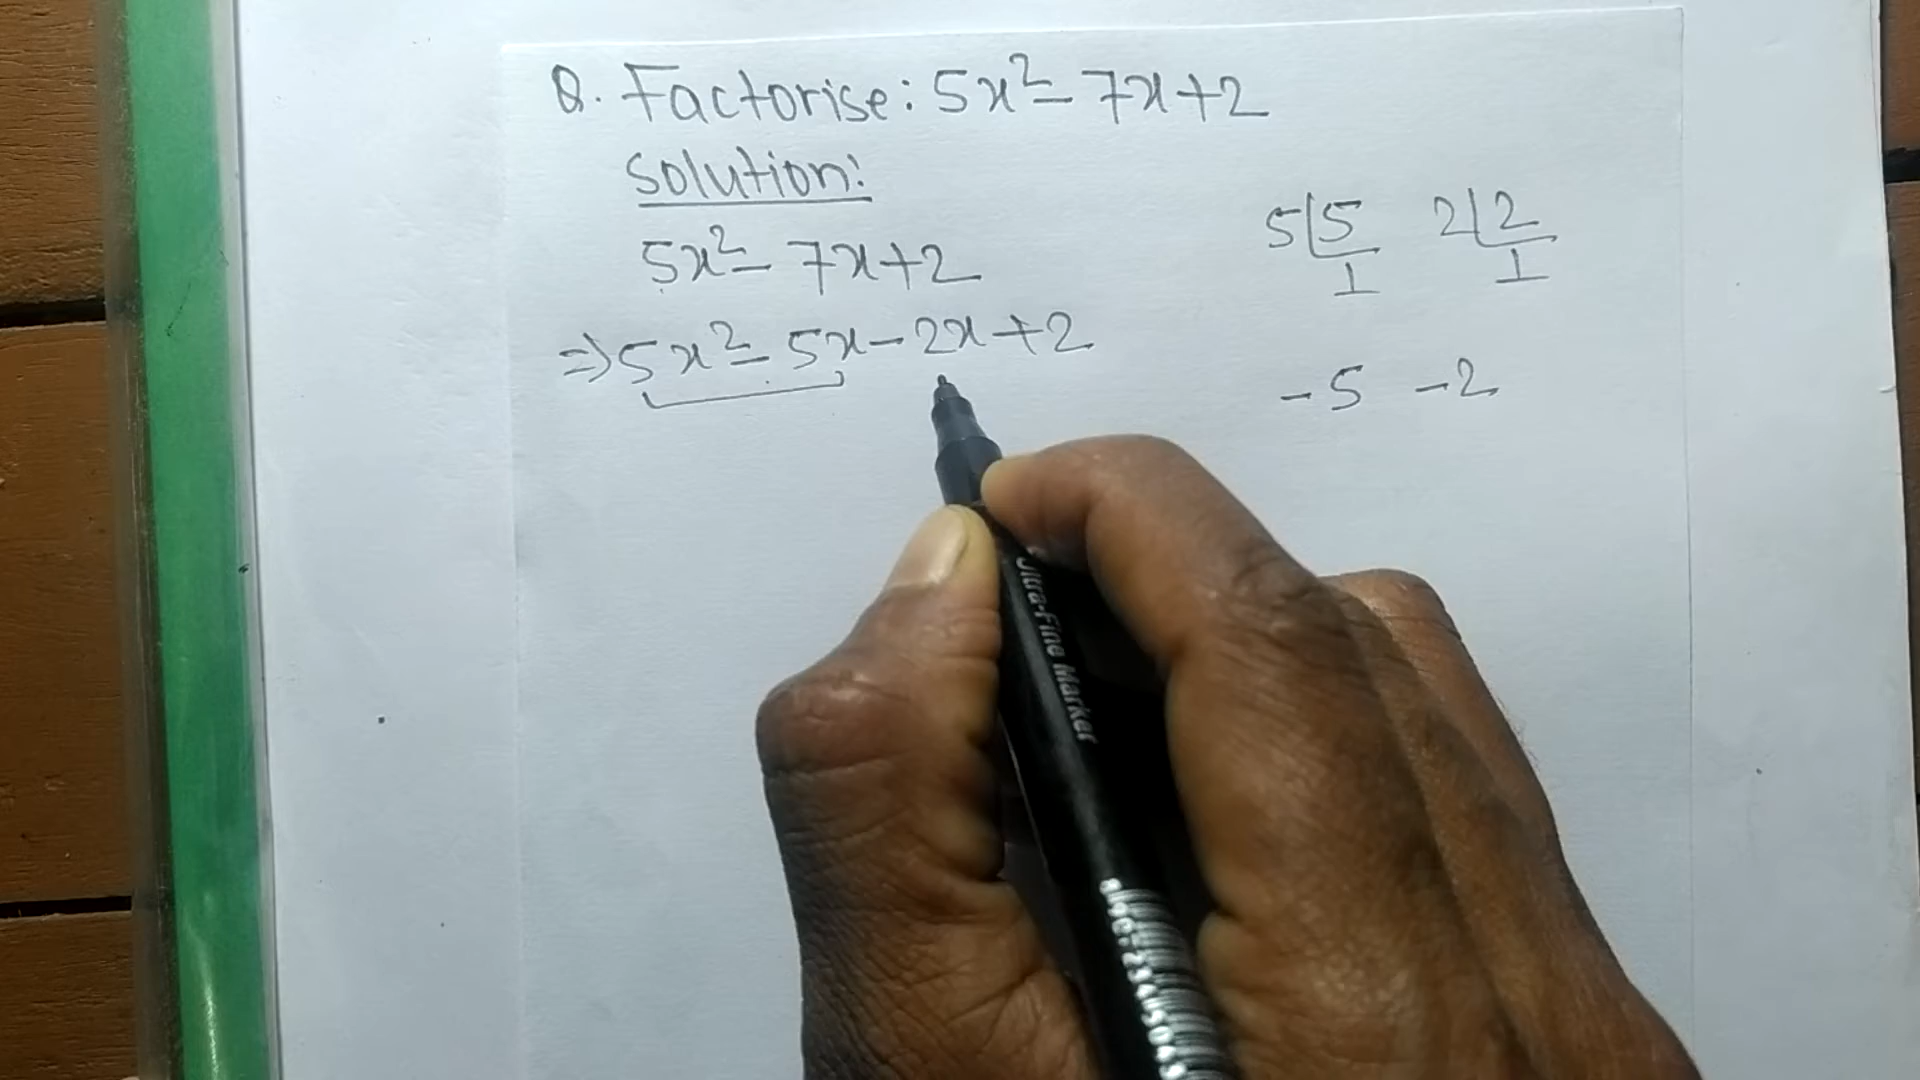 Q. Factorise: 5x² - 7x + 2
Solution:
5x² - 7x + 2
⇒ 5x² - 5x - 2x + 2
5|5 2|2
1 1
-5 -2
Ultra-Fine Marker